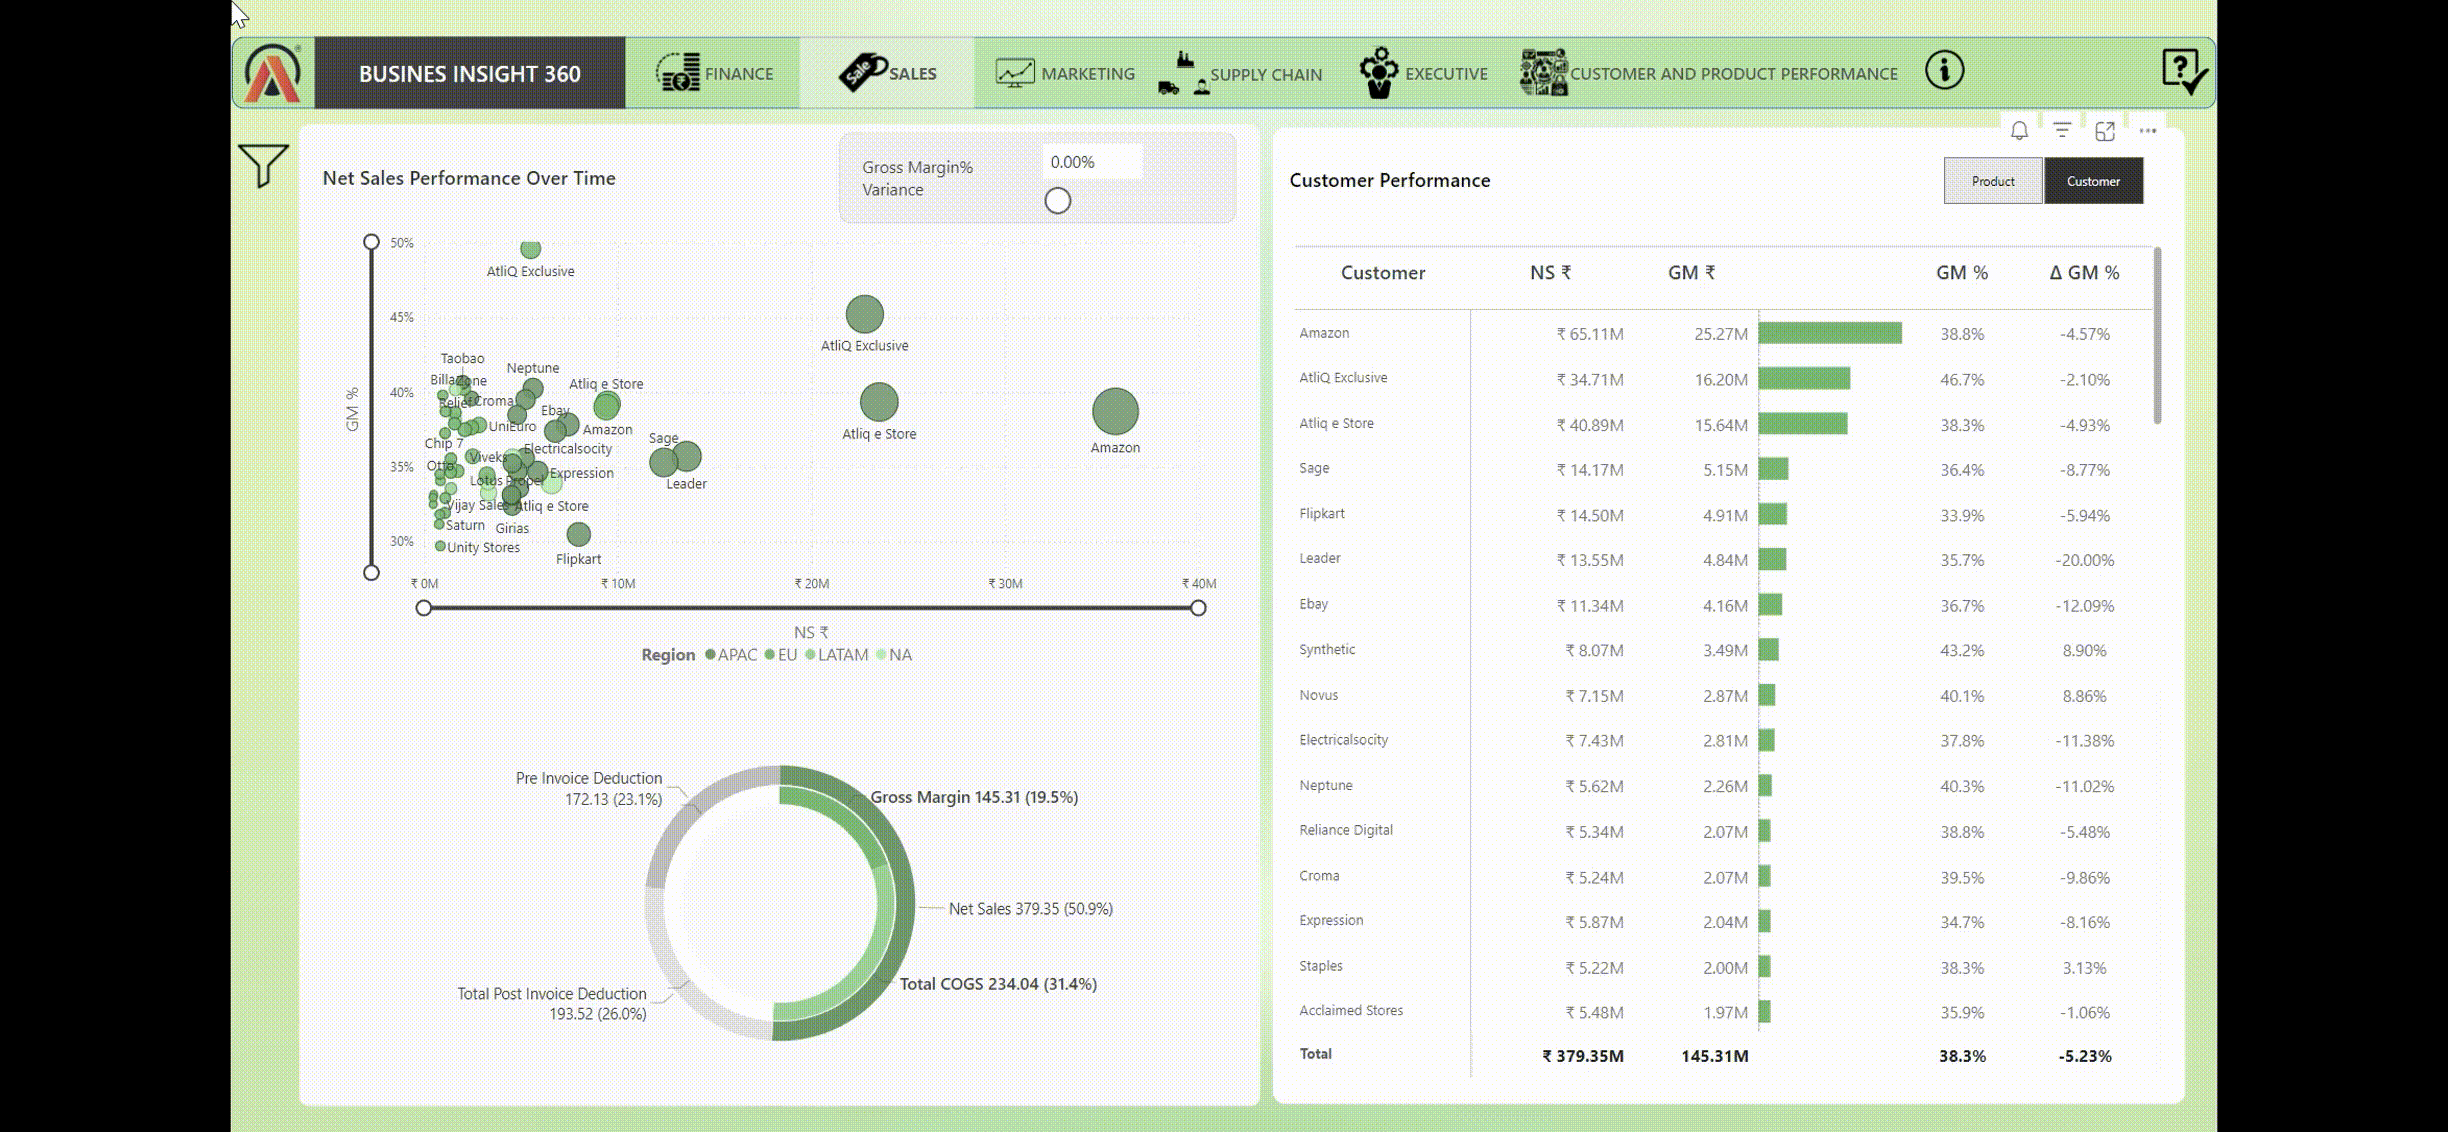 BUSINES INSIGHT 360
FINANCE
Sale
SALES
MARKETING
SUPPLY CHAIN
EXECUTIVE
CUSTOMER AND PRODUCT PERFORMANCE
Net Sales Performance Over Time
Gross Margin%
Variance
0.00%
50%
AtliQ Exclusive
45%
AtliQ Exclusive
Taobao
Neptune
BillaZone
Atliq e Store
40%
Relief
Croma
Ebay
UniEuro
Amazon
Atliq e Store
Amazon
Chip 7
Sage
Electricalsocity
Viveks
35%
Otto
Expression
Lotus
Propel
Leader
Vijay Sales
Atliq e Store
Saturn
Girias
30%
Unity Stores
Flipkart
GM %
₹ 0M
₹ 10M
₹ 20M
₹ 30M
₹ 40M
NS ₹
Region APAC EU LATAM NA
Pre Invoice Deduction
172.13 (23.1%)
Gross Margin 145.31 (19.5%)
Net Sales 379.35 (50.9%)
Total COGS 234.04 (31.4%)
Total Post Invoice Deduction
193.52 (26.0%)
Customer Performance
Product
Customer
Customer NS ₹ GM ₹ GM % Δ GM %
Amazon ₹ 65.11M 25.27M 38.8% -4.57%
AtliQ Exclusive ₹ 34.71M 16.20M 46.7% -2.10%
Atliq e Store ₹ 40.89M 15.64M 38.3% -4.93%
Sage ₹ 14.17M 5.15M 36.4% -8.77%
Flipkart ₹ 14.50M 4.91M 33.9% -5.94%
Leader ₹ 13.55M 4.84M 35.7% -20.00%
Ebay ₹ 11.34M 4.16M 36.7% -12.09%
Synthetic ₹ 8.07M 3.49M 43.2% 8.90%
Novus ₹ 7.15M 2.87M 40.1% 8.86%
Electricalsocity ₹ 7.43M 2.81M 37.8% -11.38%
Neptune ₹ 5.62M 2.26M 40.3% -11.02%
Reliance Digital ₹ 5.34M 2.07M 38.8% -5.48%
Croma ₹ 5.24M 2.07M 39.5% -9.86%
Expression ₹ 5.87M 2.04M 34.7% -8.16%
Staples ₹ 5.22M 2.00M 38.3% 3.13%
Acclaimed Stores ₹ 5.48M 1.97M 35.9% -1.06%
Total ₹ 379.35M 145.31M 38.3% -5.23%